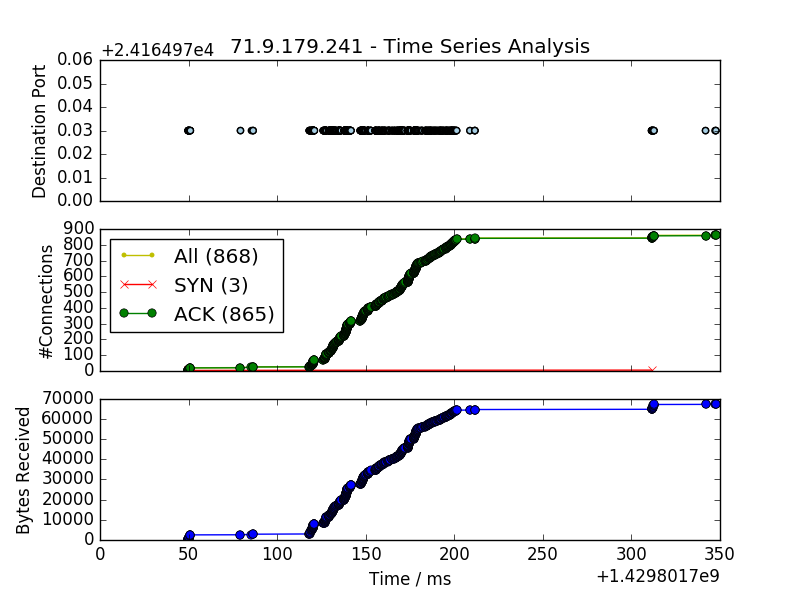 +2.416497e4 71.9.179.241 - Time Series Analysis
0.06
0.05
0.04
0.03
0.02
0.01
0.00
Destination Port
900
800
700
600
500
400
300
200
100
0
#Connections
All (868)
SYN (3)
ACK (865)
70000
60000
50000
40000
30000
20000
10000
0
Bytes Received
0 50 100 150 200 250 300 350
Time / ms
+1.4298017e9